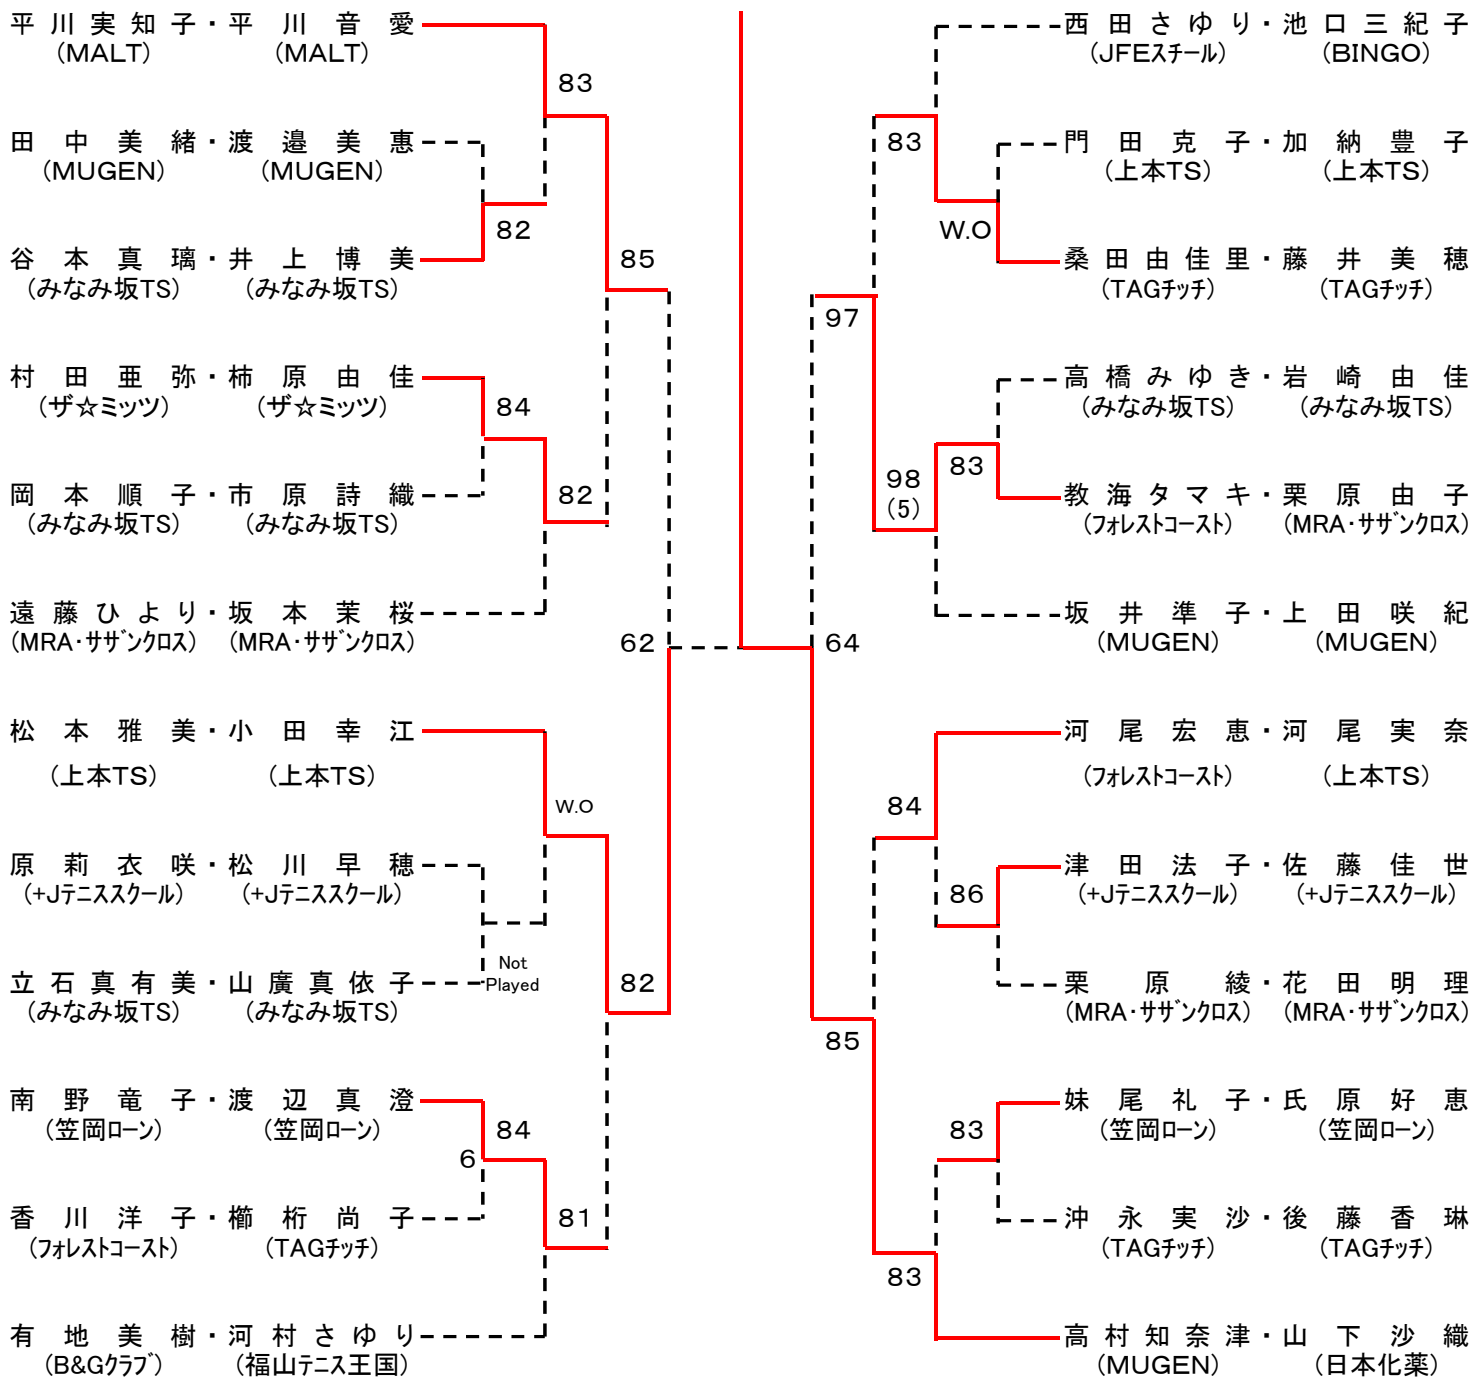 平川実知子・平川音愛
(MALT) (MALT)
83
田中美緒・渡邉美惠
(MUGEN) (MUGEN)
82
谷本真璃・井上博美
(みなみ坂TS) (みなみ坂TS)
85
村田亜弥・柿原由佳
(ザ☆ミッツ) (ザ☆ミッツ)
84
岡本順子・市原詩織
(みなみ坂TS) (みなみ坂TS)
82
遠藤ひより・坂本茉桜
(MRA・サザンクロス) (MRA・サザンクロス)
62
松本雅美・小田幸江
(上本TS) (上本TS)
W.O
原莉衣咲・松川早穂
(+Jテニススクール) (+Jテニススクール)
Not
Played
立石真有美・山廣真依子
(みなみ坂TS) (みなみ坂TS)
82
南野竜子・渡辺真澄
(笠岡ローン) (笠岡ローン)
84
6
香川洋子・櫛桁尚子
(フォレストコースト) (TAGチッチ)
81
有地美樹・河村さゆり
(B&Gクラブ) (福山テニス王国)
西田さゆり・池口三紀子
(JFEスチール) (BINGO)
83
門田克子・加納豊子
(上本TS) (上本TS)
W.O
桑田由佳里・藤井美穂
(TAGチッチ) (TAGチッチ)
97
高橋みゆき・岩崎由佳
(みなみ坂TS) (みなみ坂TS)
83
98
(5)
教海タマキ・栗原由子
(フォレストコースト) (MRA・サザンクロス)
坂井準子・上田咲紀
(MUGEN) (MUGEN)
64
河尾宏恵・河尾実奈
(フォレストコースト) (上本TS)
84
津田法子・佐藤佳世
(+Jテニススクール) (+Jテニススクール)
86
栗原綾・花田明理
(MRA・サザンクロス) (MRA・サザンクロス)
85
妹尾礼子・氏原好恵
(笠岡ローン) (笠岡ローン)
83
沖永実沙・後藤香琳
(TAGチッチ) (TAGチッチ)
83
高村知奈津・山下沙織
(MUGEN) (日本化薬)